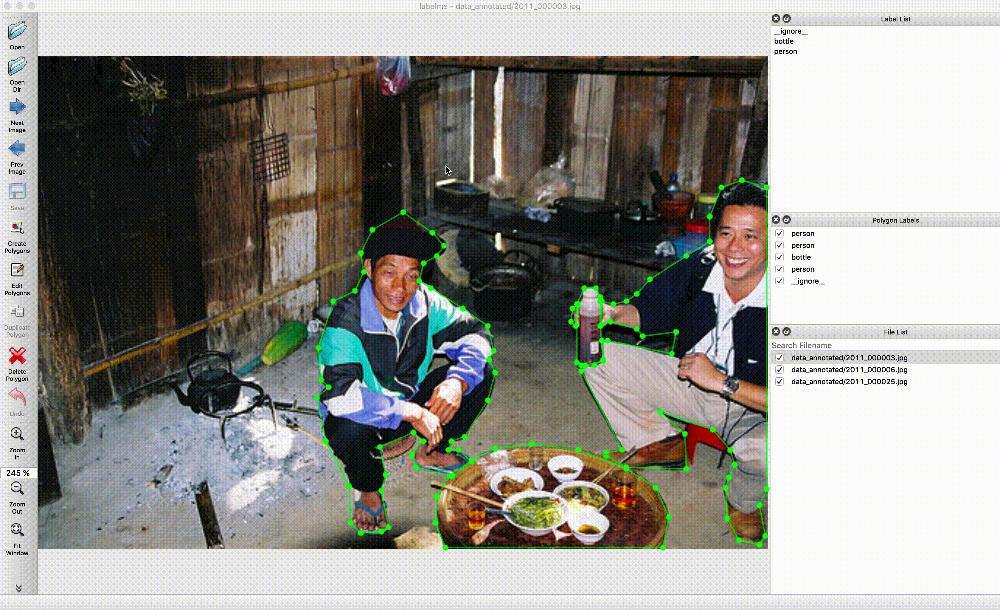 labelme - data_annotated/2011_000003.jpg
Open
Open
Dir
Next
Image
Prev
Image
Save
Create
Polygons
Edit
Polygons
Duplicate
Polygon
Delete
Polygon
Undo
Zoom
In
245 %
Zoom
Out
Fit
Window
Label List
__ignore__
bottle
person
Polygon Labels
person
person
bottle
person
__ignore__
File List
Search Filename
data_annotated/2011_000003.jpg
data_annotated/2011_000006.jpg
data_annotated/2011_000025.jpg